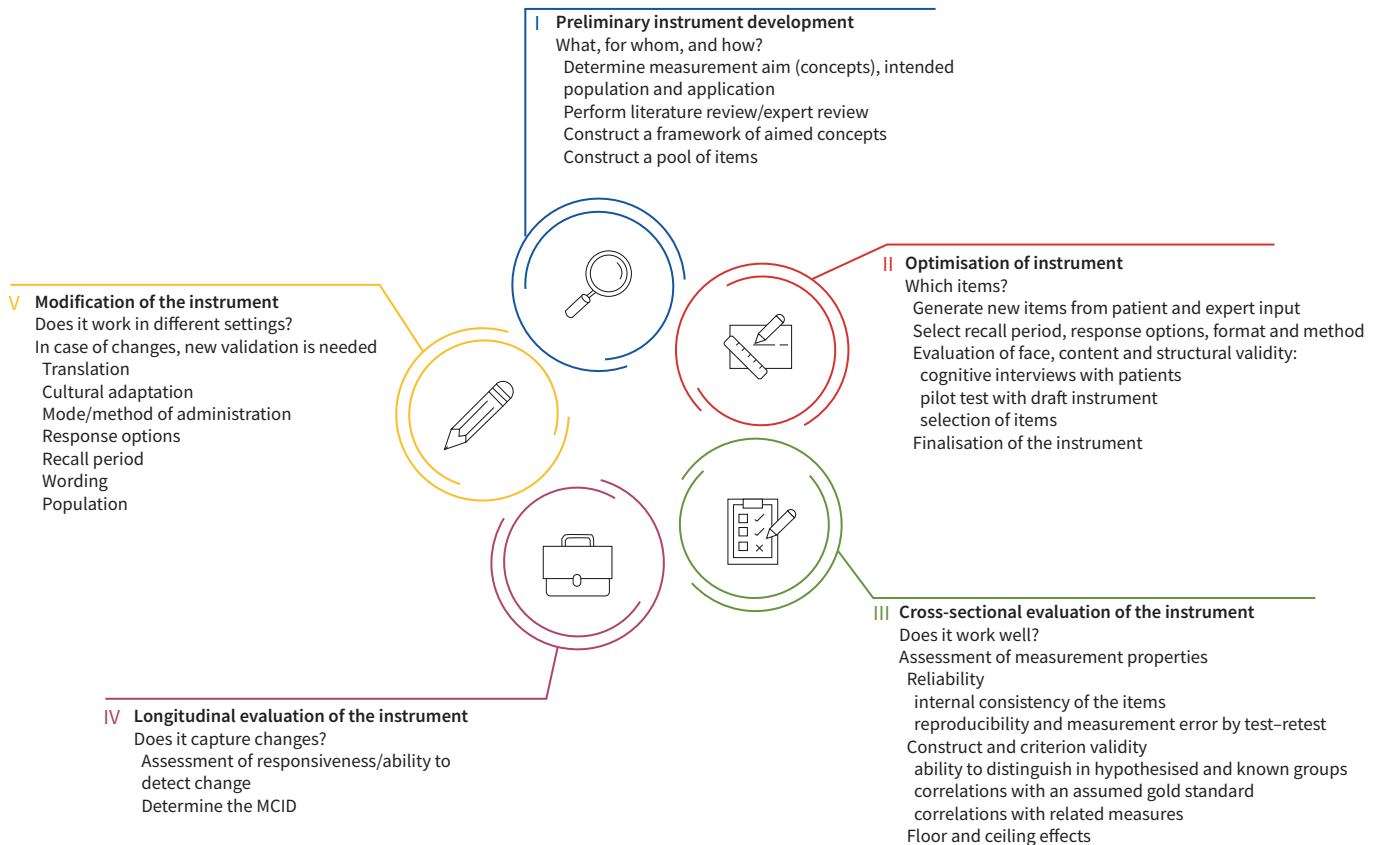 I Preliminary instrument development
What, for whom, and how?
Determine measurement aim (concepts), intended
population and application
Perform literature review/expert review
Construct a framework of aimed concepts
Construct a pool of items
II Optimisation of instrument
Which items?
Generate new items from patient and expert input
Select recall period, response options, format and method
Evaluation of face, content and structural validity:
cognitive interviews with patients
pilot test with draft instrument
selection of items
Finalisation of the instrument
III Cross-sectional evaluation of the instrument
Does it work well?
Assessment of measurement properties
Reliability
internal consistency of the items
reproducibility and measurement error by test–retest
Construct and criterion validity
ability to distinguish in hypothesised and known groups
correlations with an assumed gold standard
correlations with related measures
Floor and ceiling effects
IV Longitudinal evaluation of the instrument
Does it capture changes?
Assessment of responsiveness/ability to
detect change
Determine the MCID
V Modification of the instrument
Does it work in different settings?
In case of changes, new validation is needed
Translation
Cultural adaptation
Mode/method of administration
Response options
Recall period
Wording
Population